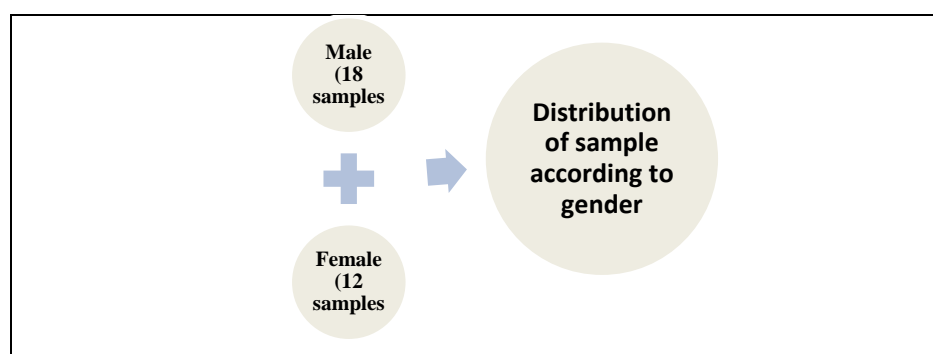 Male
(18
samples
Female
(12
samples
Distribution
of sample
according to
gender